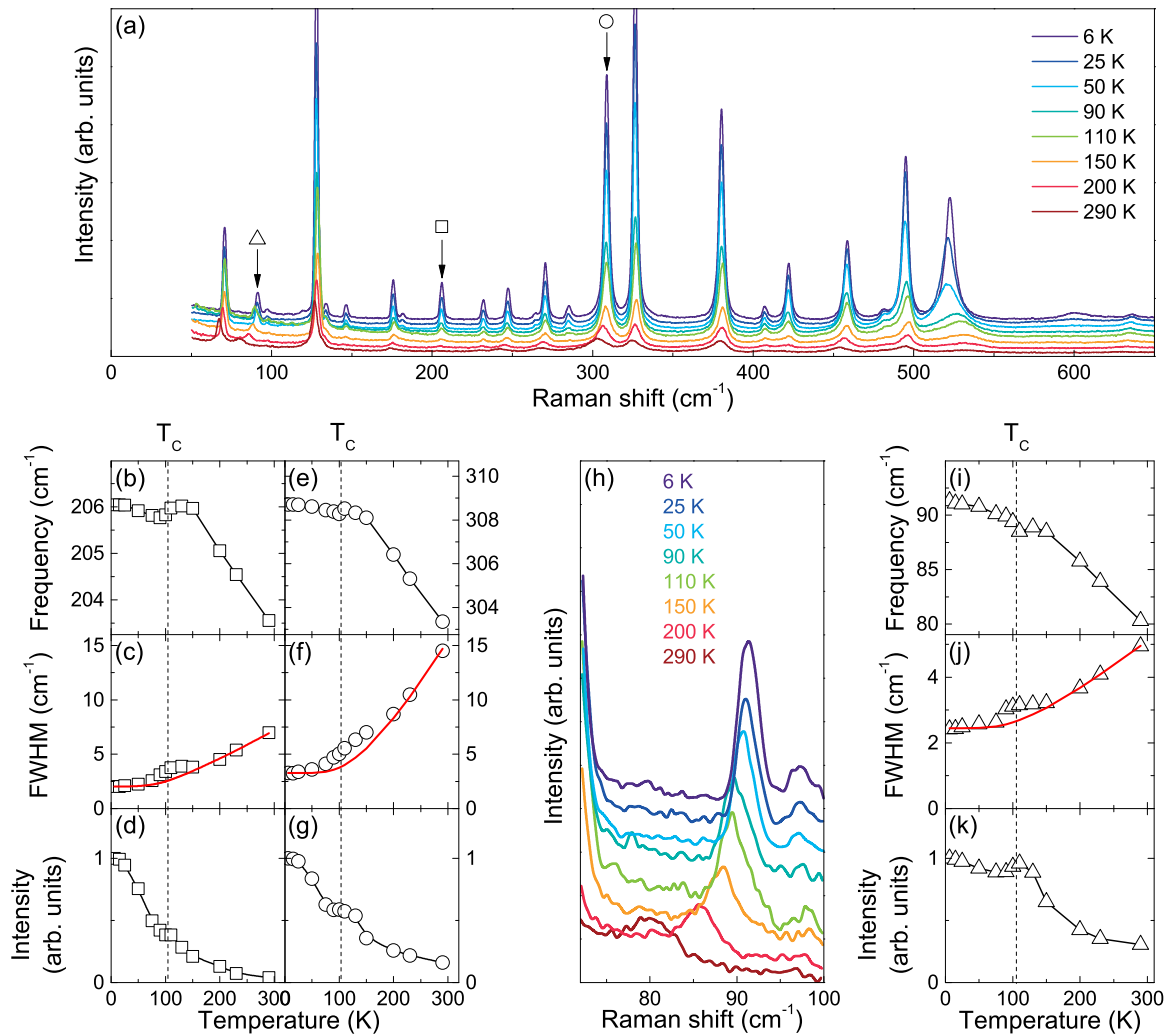 (a)
Intensity (arb. units)
6 K
25 K
50 K
90 K
110 K
150 K
200 K
290 K
0 100 200 300 400 500 600
Raman shift (cm⁻¹)
T_C T_C
(b) (e)
Frequency (cm⁻¹)
206
205
204
310
308
306
304
(c) (f)
FWHM (cm⁻¹)
15
10
5
0
15
10
5
0
(d) (g)
Intensity
(arb. units)
1
0
1
0
0 100 200 300 0 100 200 300
Temperature (K)
(h)
6 K
25 K
50 K
90 K
110 K
150 K
200 K
290 K
Intensity (arb. units)
80 90 100
Raman shift (cm⁻¹)
T_C
(i)
Frequency (cm⁻¹)
90
85
80
(j)
FWHM (cm⁻¹)
4
2
0
(k)
Intensity
(arb. units)
1
0
0 100 200 300
Temperature (K)